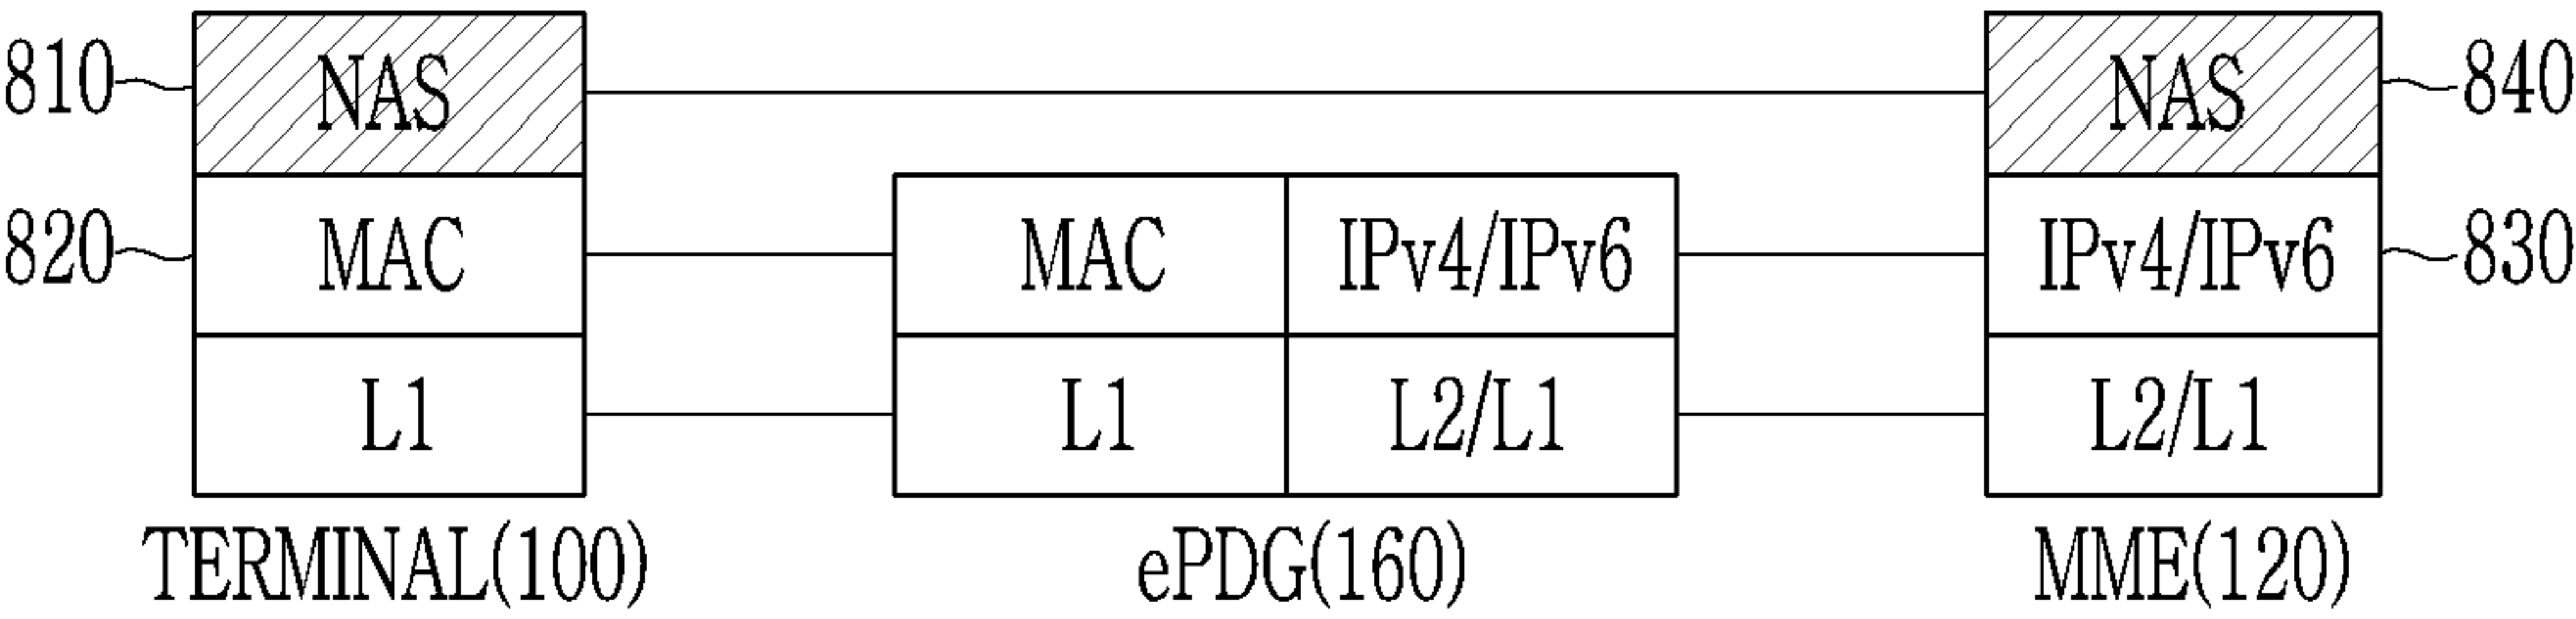 810 NAS NAS 840
820 MAC MAC IPv4/IPv6 IPv4/IPv6 830
L1 L1 L2/L1 L2/L1
TERMINAL(100) ePDG(160) MME(120)